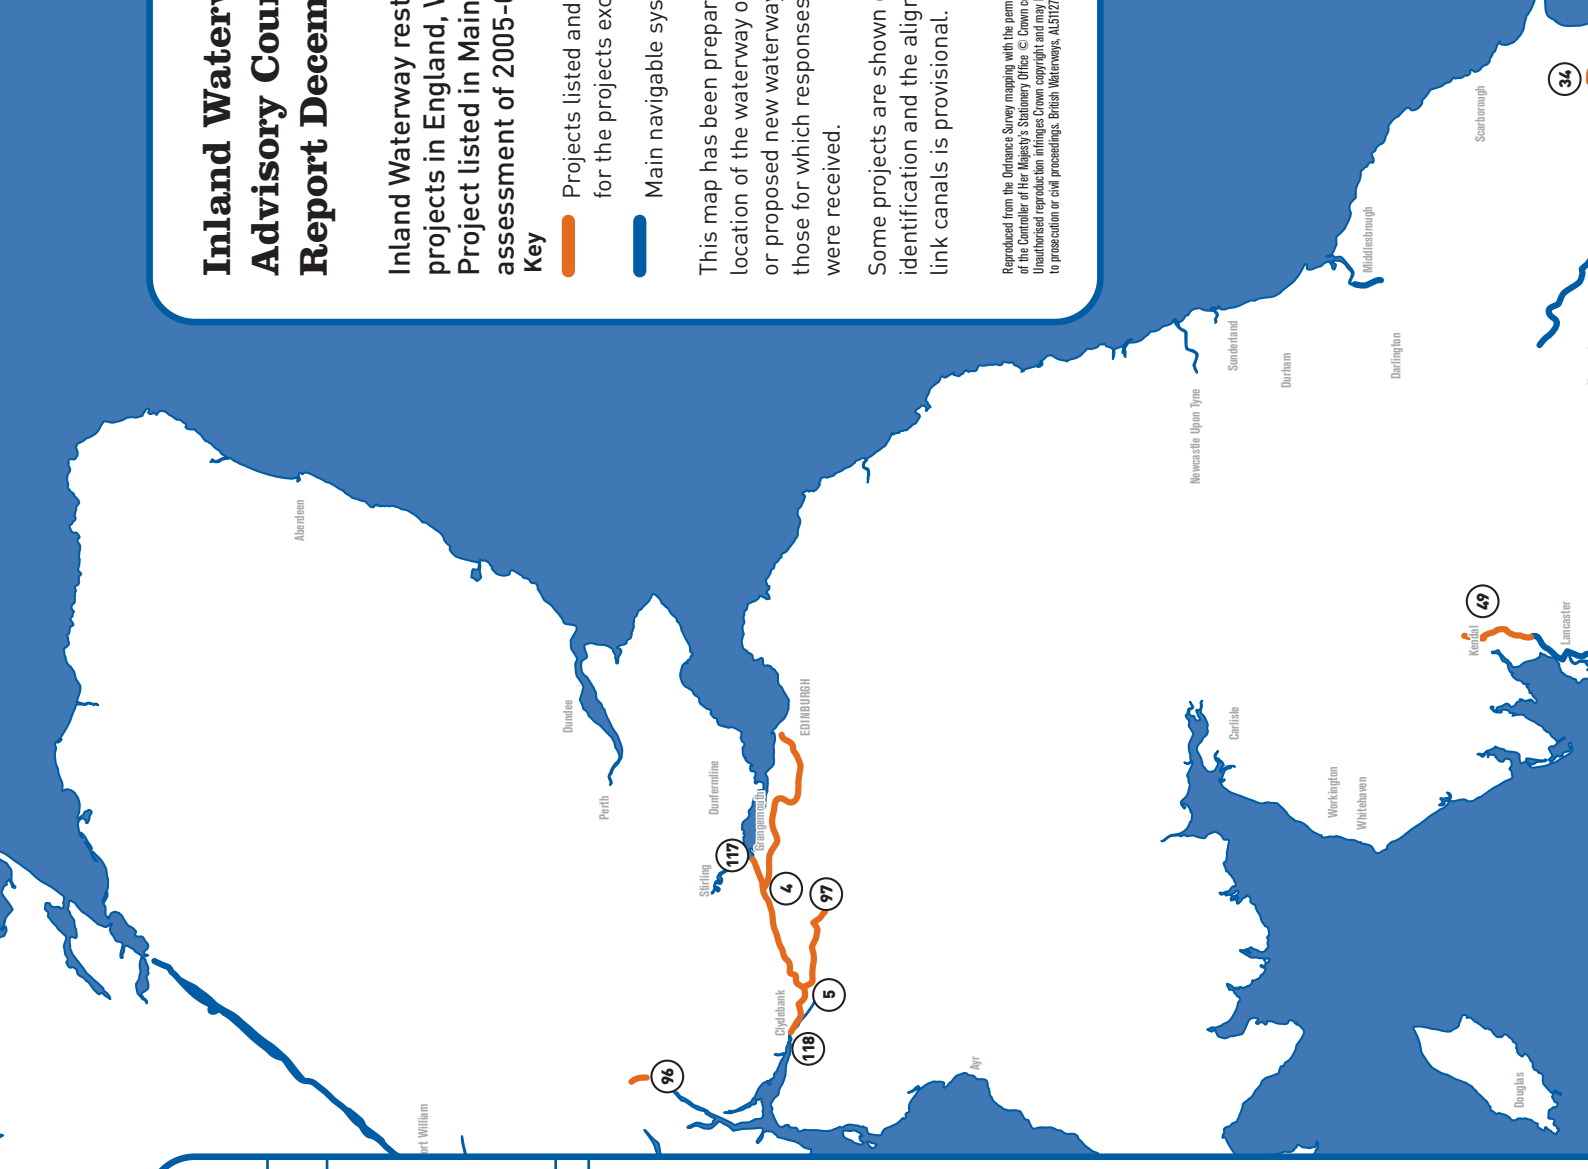 Inland Water
Advisory Cou
Report Decem
Inland Waterway rest
projects in England,
Project listed in Main
assessment of 2005-
Key
Projects listed and
for the projects exc
Main navigable sys
This map has been prepar
location of the waterway o
or proposed new waterway
those for which responses
were received.
Some projects are shown
identification and the align
link canals is provisional.
Reproduced from the Ordnance Survey mapping with the perm
of the Controller of Her Majesty's Stationery Office © Crown c
Unauthorised reproduction infringes Crown copyright and may
to prosecution or civil proceedings. British Waterways, AL51127
34
Scarborough
Middlesbrough
Sunderland
Durham
Darlington
Newcastle Upon Tyne
Aberdeen
49
Kendal
Lancaster
Dundee
EDINBURGH
Carlisle
Perth
Dunfermline
Grangemouth
Workington
Whitehaven
Stirling
117
4
97
Clydebank
5
118
96
Ayr
Douglas
ort William